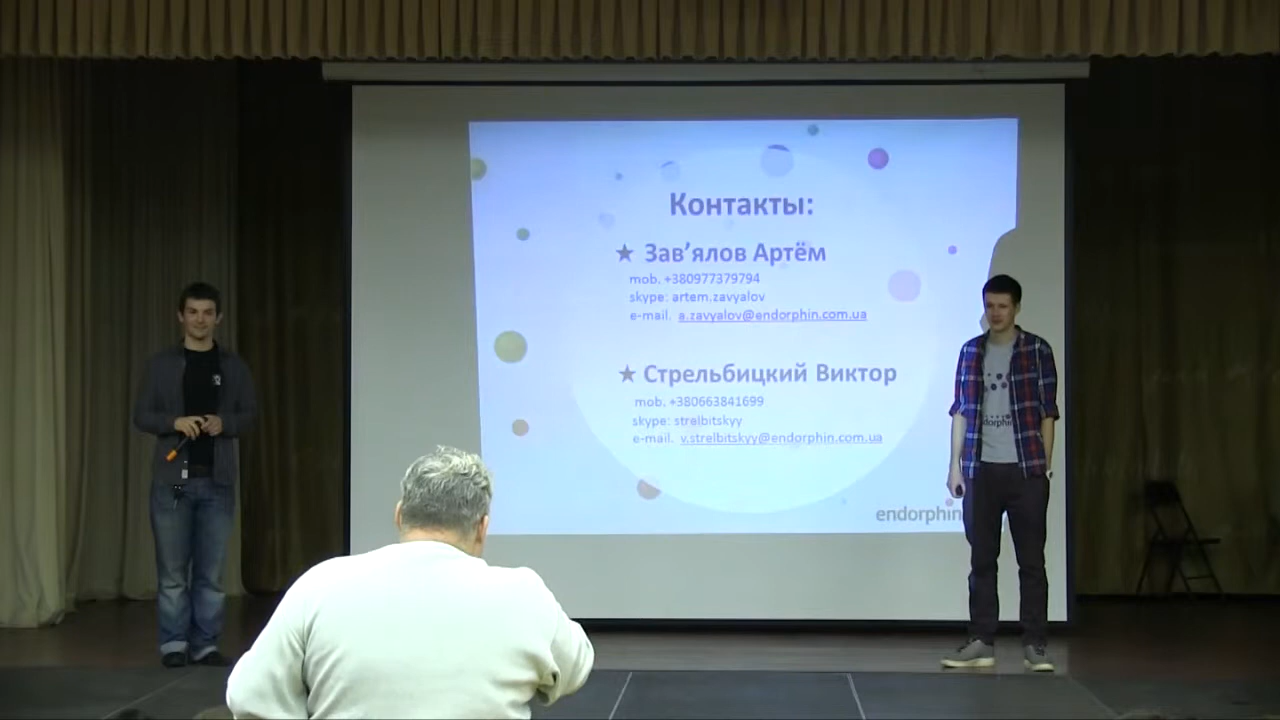 Контакты:
★ Зав’ялов Артём
mob. +380977379794
skype: artem.zavyalov
e-mail. a.zavyalov@endorphin.com.ua
★ Стрельбицкий Виктор
mob. +380663841699
skype: strelbitskyy
e-mail. v.strelbitskyy@endorphin.com.ua
endorphin